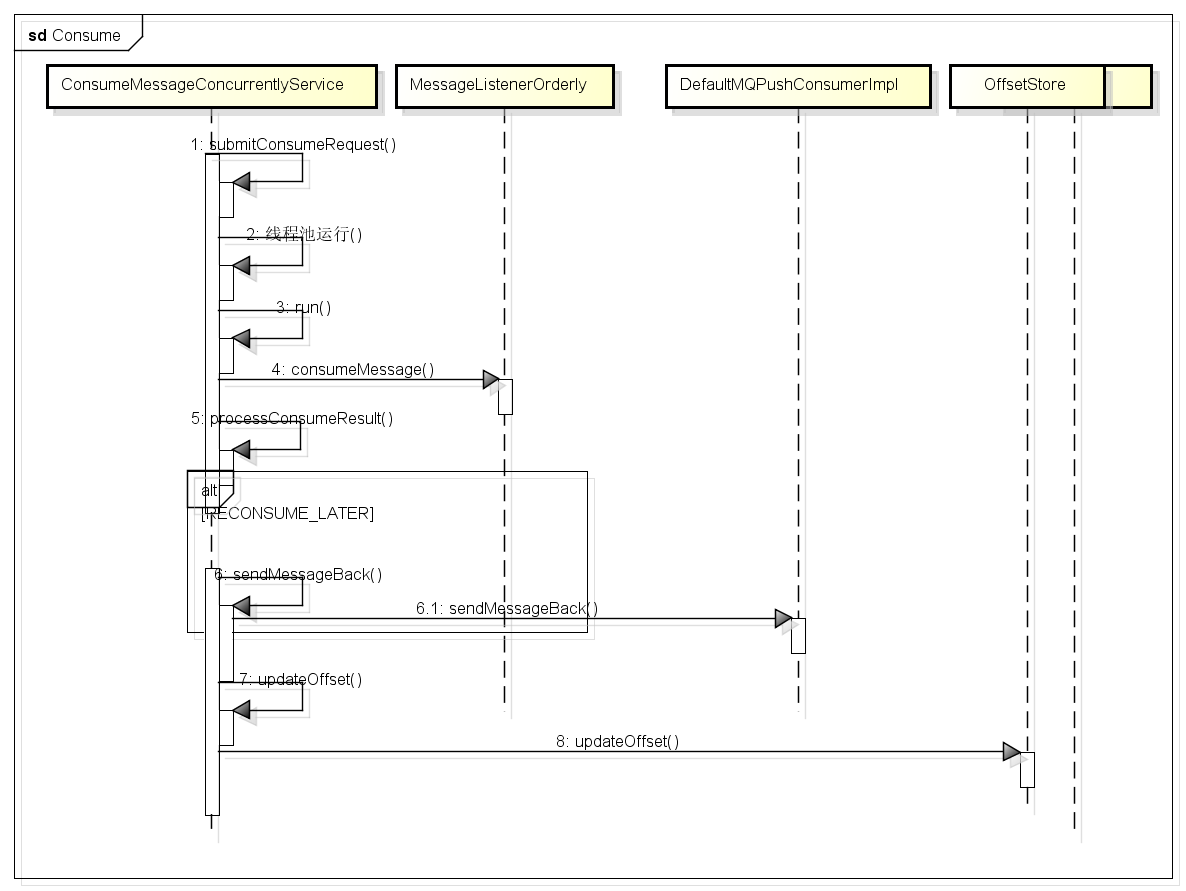 sd Consume
ConsumeMessageConcurrentlyService
MessageListenerOrderly
DefaultMQPushConsumerImpl
OffsetStore
1: submitConsumeRequest()
2: 线程池运行()
3: run()
4: consumeMessage()
5: processConsumeResult()
alt
[RECONSUME_LATER]
6: sendMessageBack()
6.1: sendMessageBack()
7: updateOffset()
8: updateOffset()